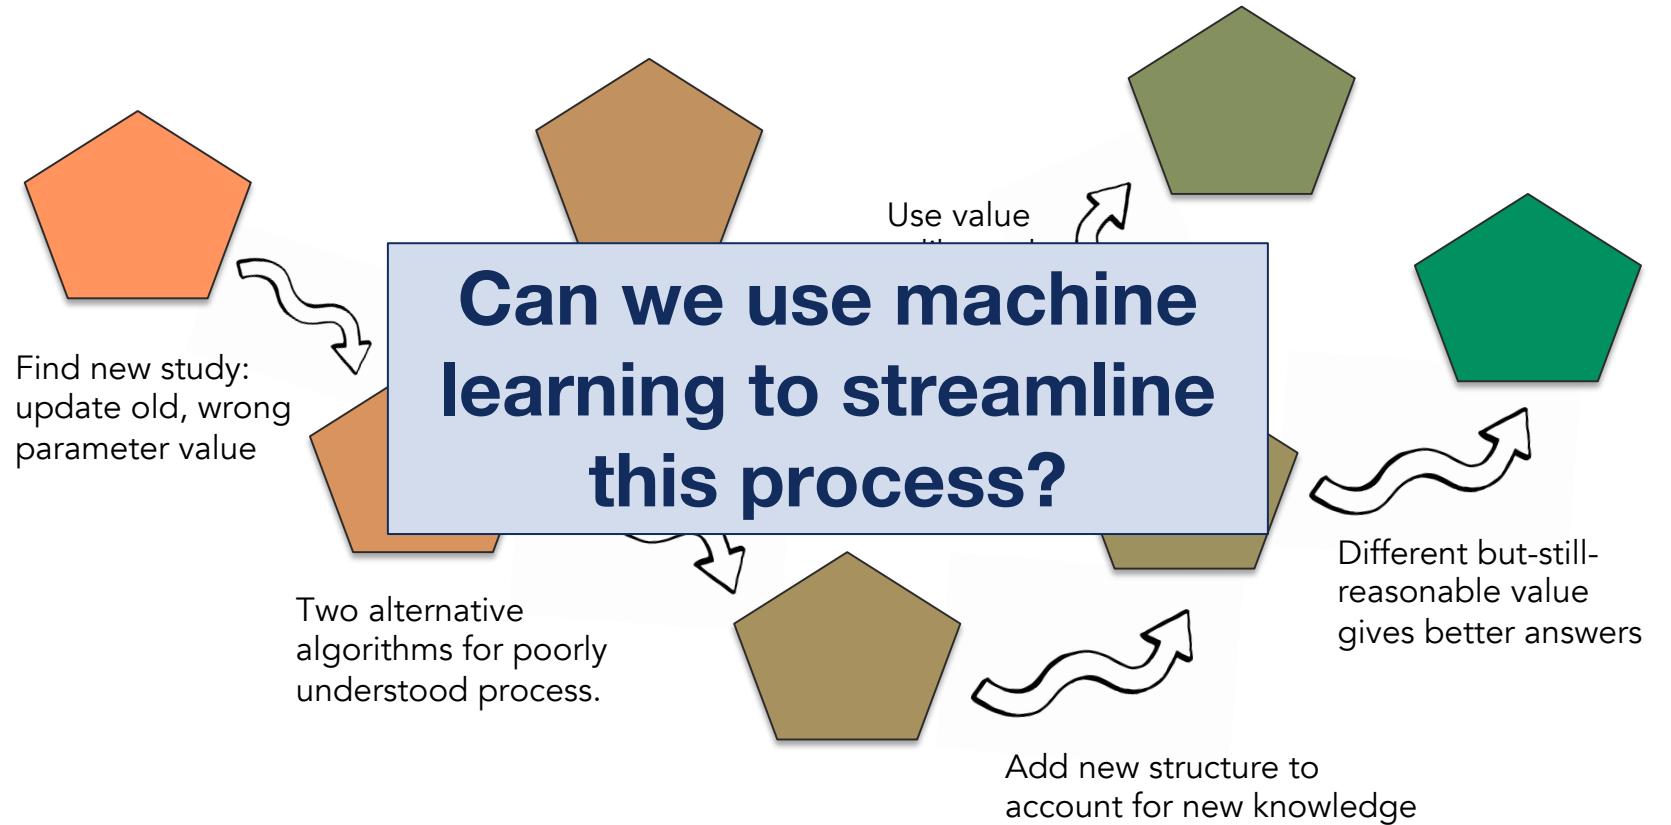 Use value
Can we use machine
learning to streamline
this process?
Find new study:
update old, wrong
parameter value
Two alternative
algorithms for poorly
understood process.
Different but-still-
reasonable value
gives better answers
Add new structure to
account for new knowledge